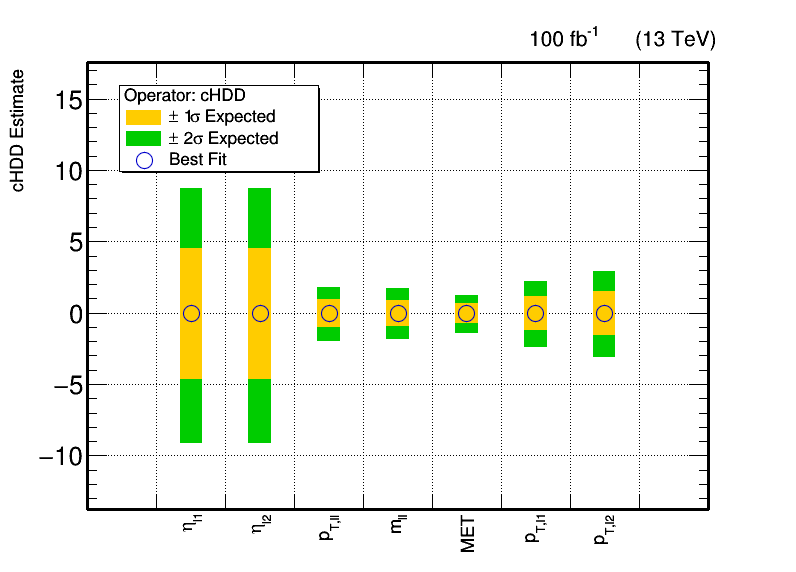 100 fb-1 (13 TeV)
cHDD Estimate
15
10
5
0
−5
−10
Operator: cHDD
± 1σ Expected
± 2σ Expected
Best Fit
ηl1
ηl2
pT,ll
mll
MET
pT,l1
pT,l2